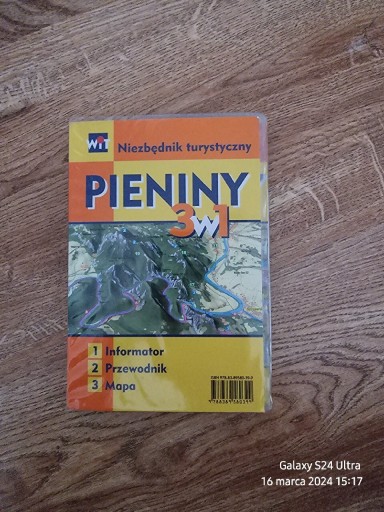 WiT
Niezbędnik turystyczny
PIENINY
3w1
1 Informator
2 Przewodnik
3 Mapa
Galaxy S24 Ultra
16 marca 2024 15:17